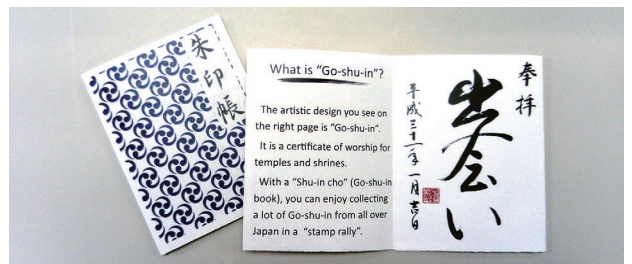 朱印帳
What is “Go-shu-in”?
The artistic design you see on
the right page is “Go-shu-in”.
It is a certificate of worship for
temples and shrines.
With a “Shu-in cho” (Go-shu-in
book), you can enjoy collecting
a lot of Go-shu-in from all over
Japan in a “stamp rally”.
奉拝
出会い
平成三十一年一月吉日